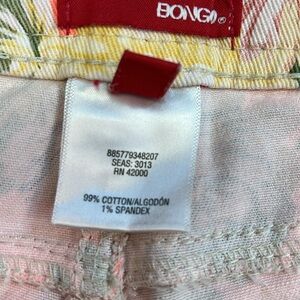 BONGO®
885779348207
SEAS: 3013
RN 42000
99% COTTON/ALGODÓN
1% SPANDEX